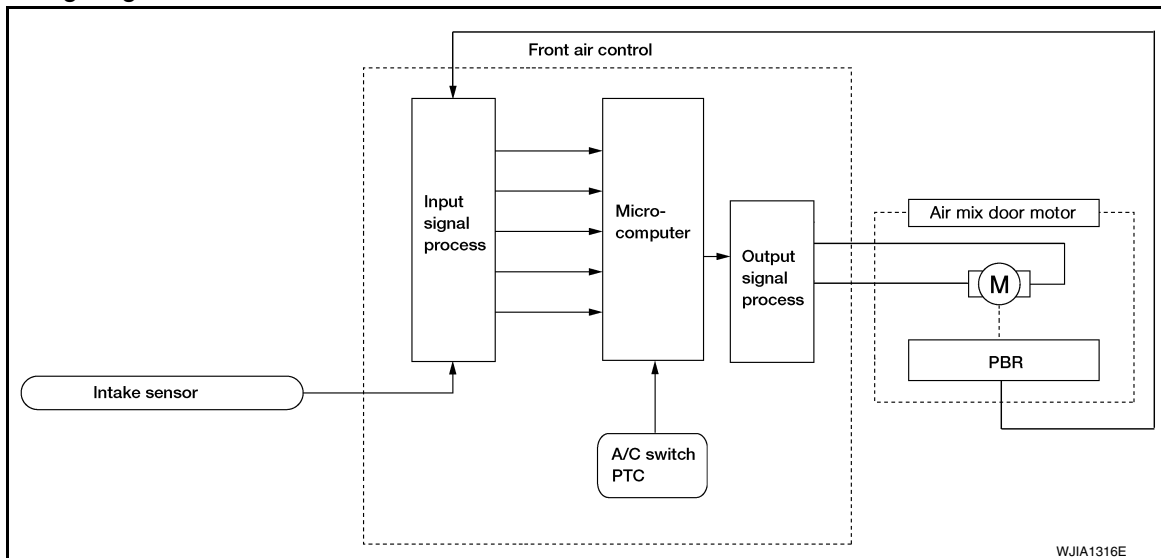 Front air control
Input
signal
process
Micro-
computer
Output
signal
process
Air mix door motor
M
PBR
Intake sensor
A/C switch
PTC
WJIA1316E